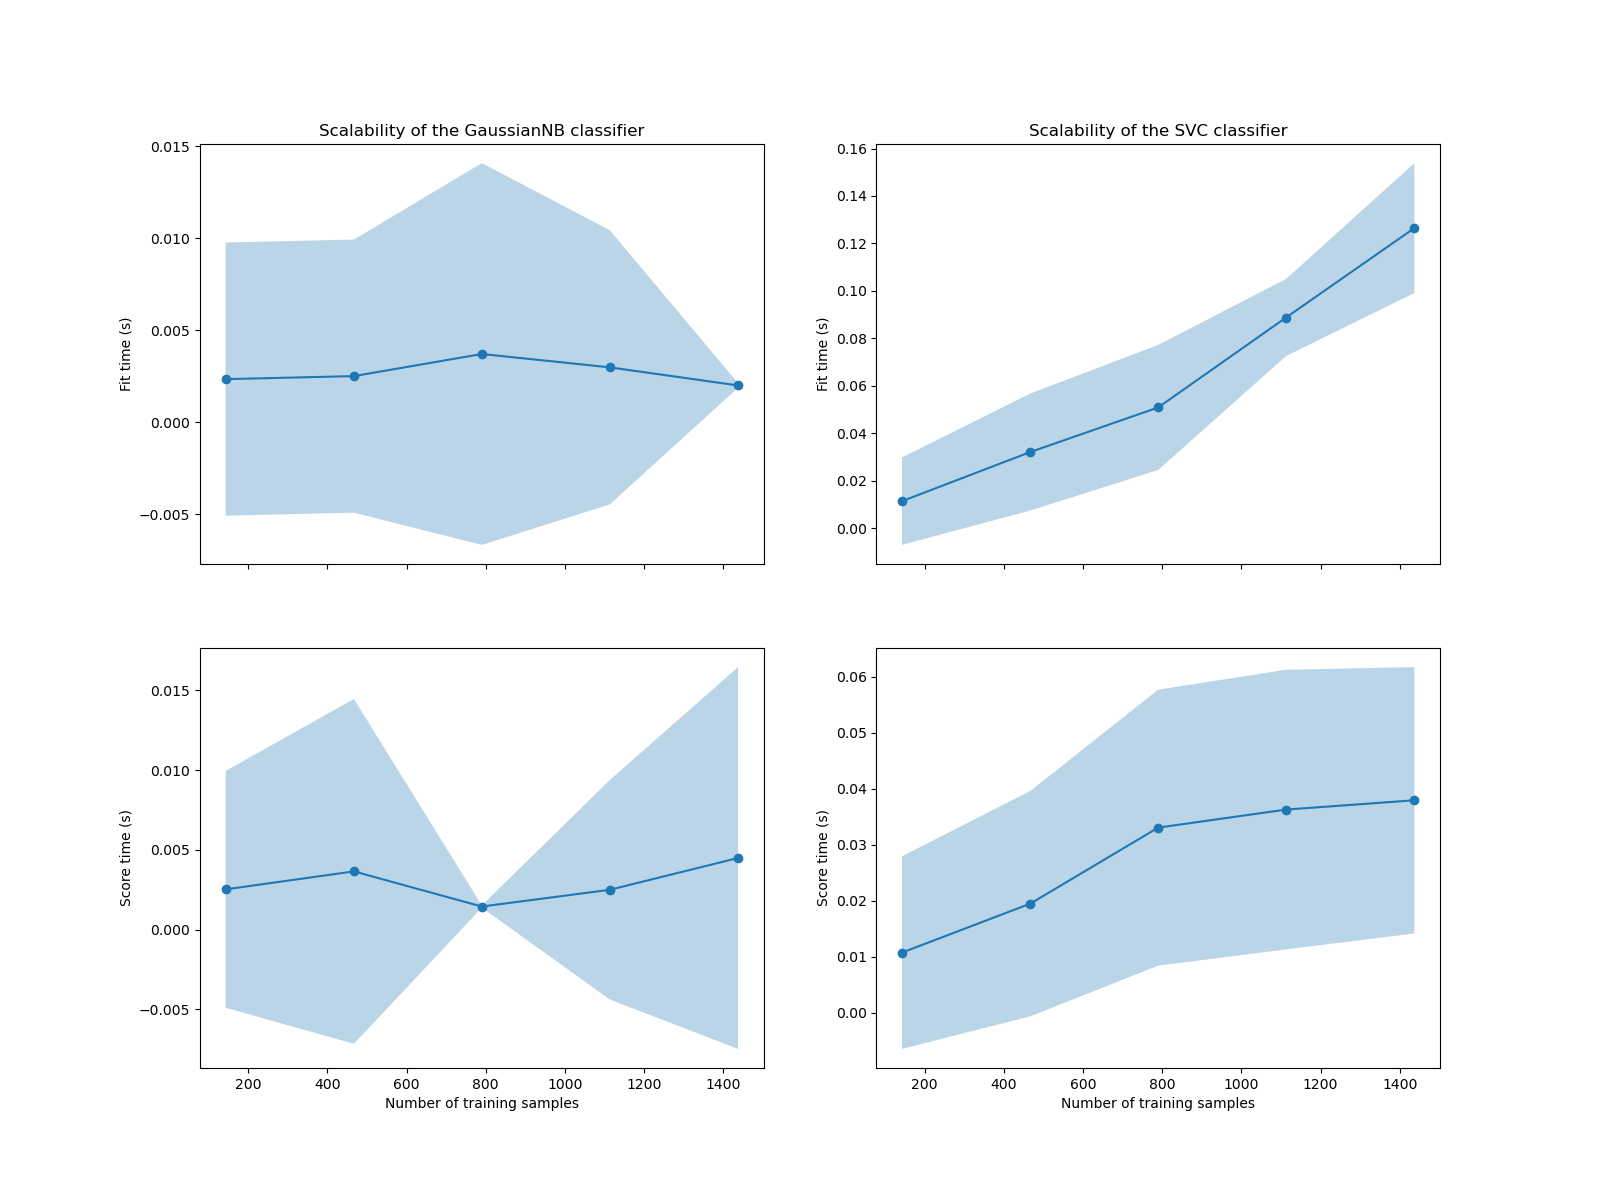 Scalability of the GaussianNB classifier
0.015
0.010
0.005
0.000
−0.005
Fit time (s)
Scalability of the SVC classifier
0.16
0.14
0.12
0.10
0.08
0.06
0.04
0.02
0.00
Fit time (s)
0.015
0.010
0.005
0.000
−0.005
Score time (s)
200 400 600 800 1000 1200 1400
Number of training samples
0.06
0.05
0.04
0.03
0.02
0.01
0.00
Score time (s)
200 400 600 800 1000 1200 1400
Number of training samples